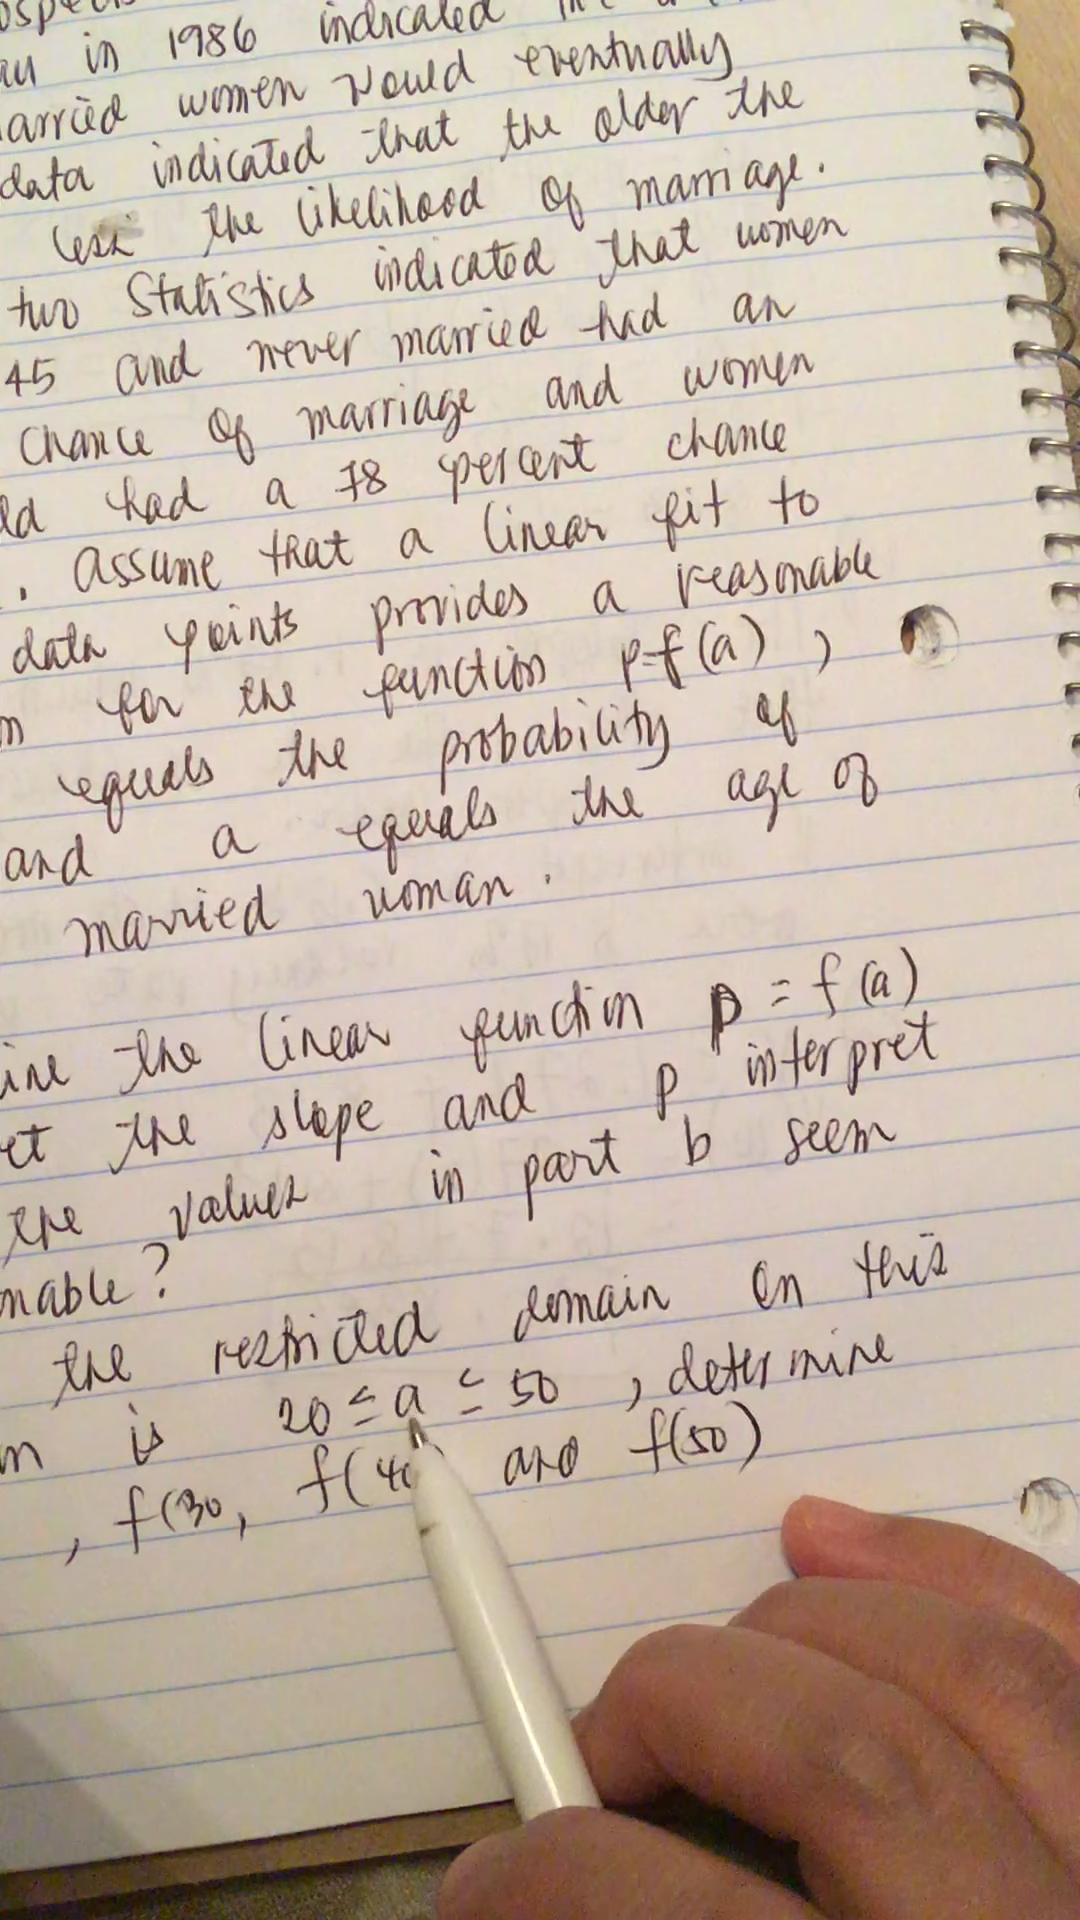 in 1986 indicated
arried women would eventually
data indicated that the older the
less the likelihood of marriage.
two Statistics indicated that women
45 and never married had an
chance of marriage and women
ld had a 78 percent chance
. assume that a linear fit to
data points provides a reasonable
n for the function p=f(a) ,
equals the probability of
and a equals the age of
married woman .
ine the linear function p = f(a)
et the slope and p interpret
the values in part b seem
nable?
the restricted domain on this
n is 20 ≤ a ≤ 50 , determine
, f(30, f(40) and f(50)